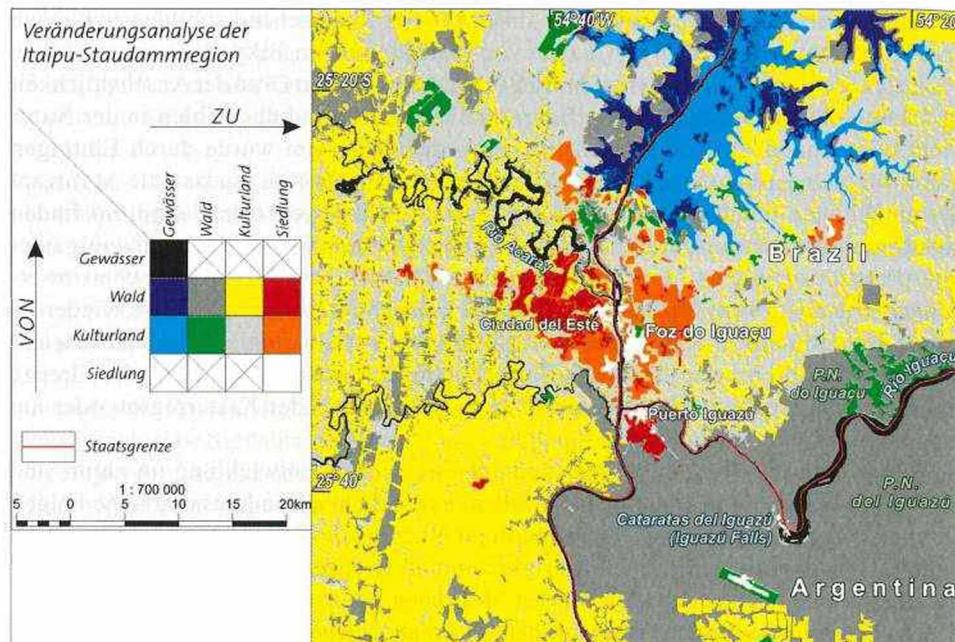 Veränderungsanalyse der
Itaipu-Staudammregion
ZU
Gewässer
Wald
Kulturland
Siedlung
VON
Gewässer
Wald
Kulturland
Siedlung
Staatsgrenze
1 : 700 000
5 0 5 10 15 20km
54°40'W
54°20'
25°20'S
25°40'
Río Acaray
Brazil
Ciudad del Este
Foz do Iguaçu
P.N.
do Iguaçu
Rio Iguaçu
Puerto Iguazú
P.N.
del Iguazú
Cataratas del Iguazú
(Iguazú Falls)
Argentina